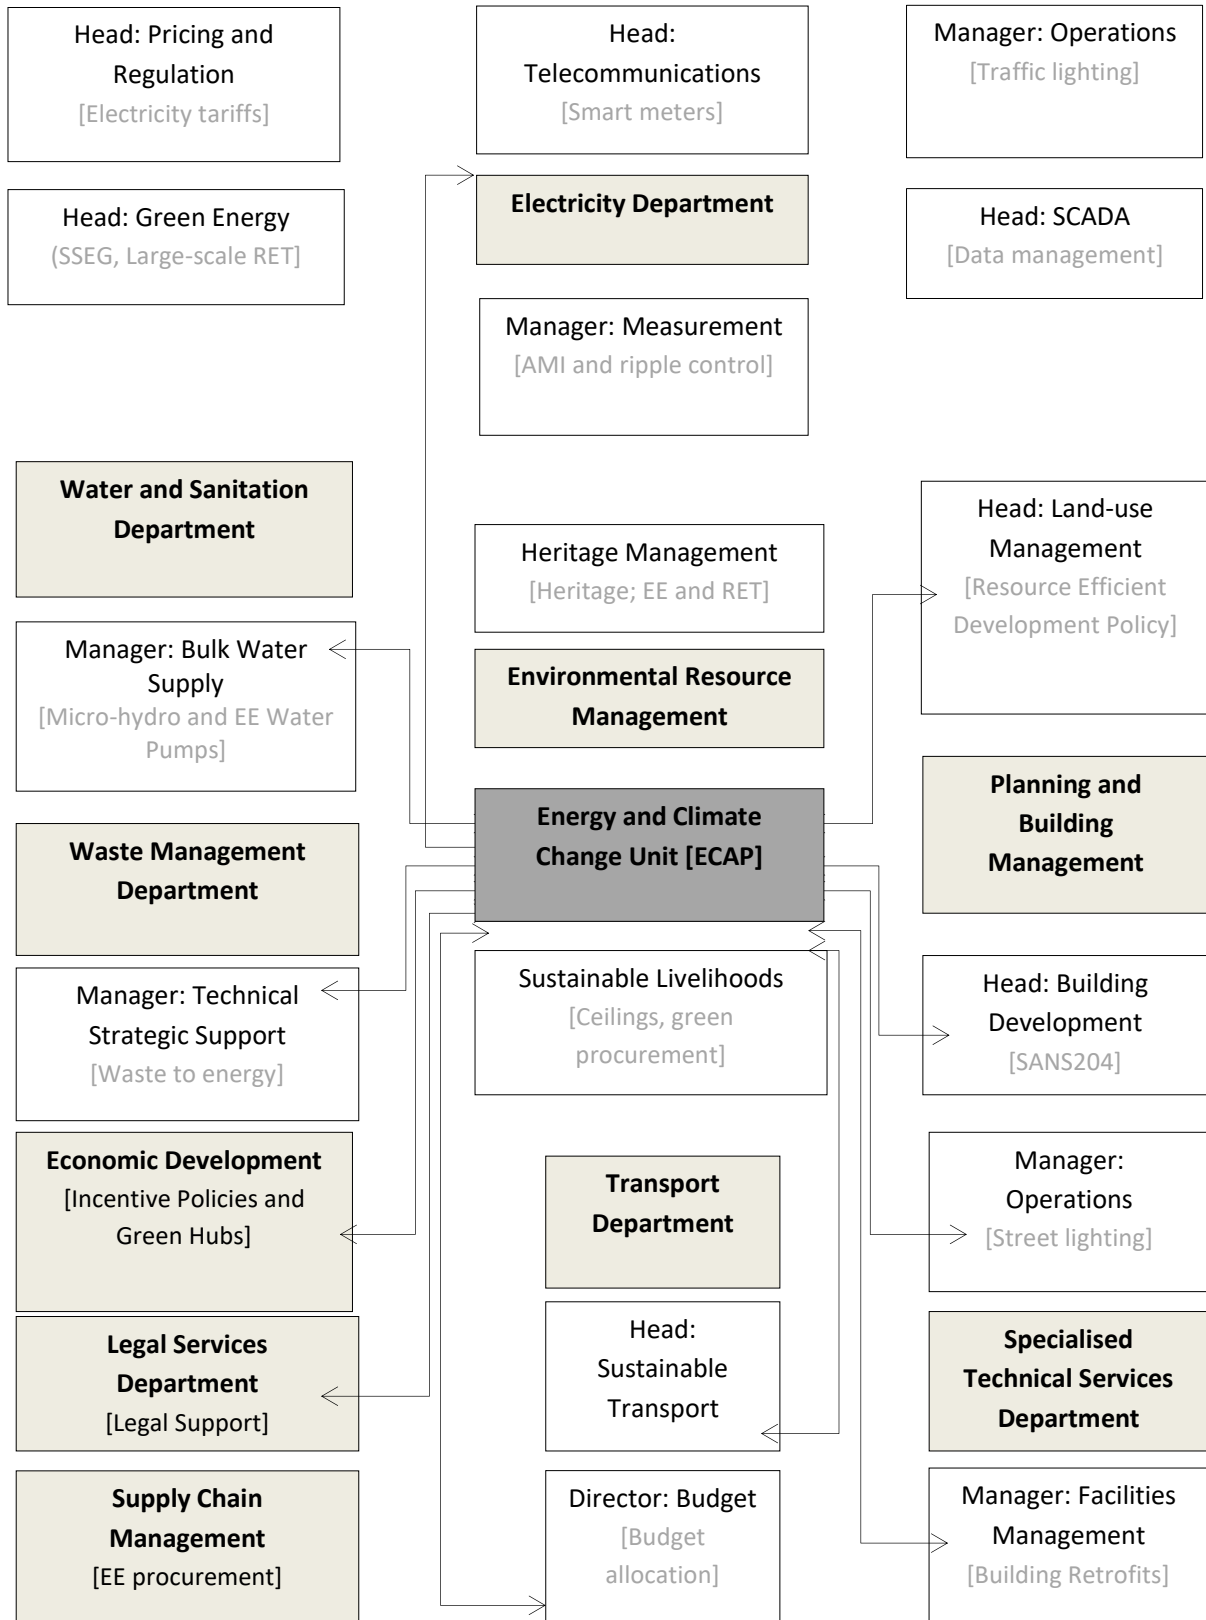 Head: Pricing and
Regulation
[Electricity tariffs]
Head:
Telecommunications
[Smart meters]
Manager: Operations
[Traffic lighting]
Head: Green Energy
(SSEG, Large-scale RET]
Electricity Department
Head: SCADA
[Data management]
Manager: Measurement
[AMI and ripple control]
Water and Sanitation
Department
Heritage Management
[Heritage; EE and RET]
Head: Land-use
Management
[Resource Efficient
Development Policy]
Manager: Bulk Water
Supply
[Micro-hydro and EE Water
Pumps]
Environmental Resource
Management
Planning and
Building
Management
Energy and Climate
Change Unit [ECAP]
Waste Management
Department
Manager: Technical
Strategic Support
[Waste to energy]
Sustainable Livelihoods
[Ceilings, green
procurement]
Head: Building
Development
[SANS204]
Economic Development
[Incentive Policies and
Green Hubs]
Transport
Department
Manager:
Operations
[Street lighting]
Legal Services
Department
[Legal Support]
Head:
Sustainable
Transport
Specialised
Technical Services
Department
Supply Chain
Management
[EE procurement]
Director: Budget
[Budget
allocation]
Manager: Facilities
Management
[Building Retrofits]